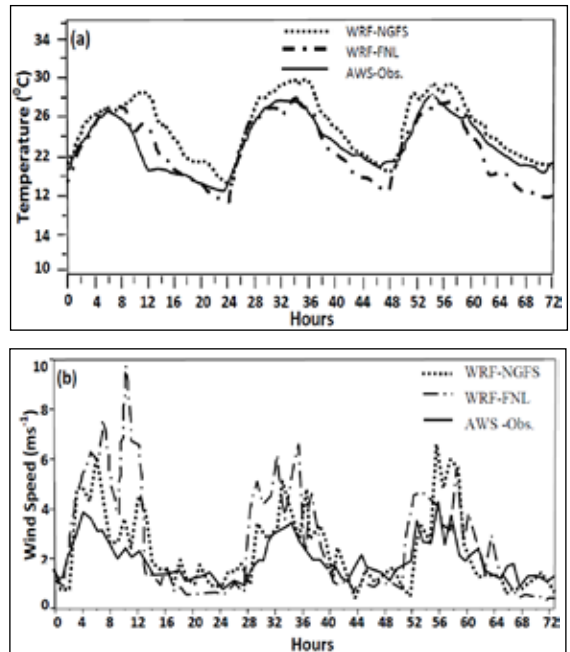 (a)
WRF-NGFS
WRF-FNL
AWS-Obs.
Temperature (°C)
34
30
26
22
12
14
10
0 4 8 12 16 20 24 28 32 36 40 44 48 52 56 60 64 68 72
Hours
(b)
WRF-NGFS
WRF-FNL
AWS -Obs.
Wind Speed (ms-1)
10
8
6
4
2
0
0 4 8 12 16 20 24 28 32 36 40 44 48 52 56 60 64 68 72
Hours